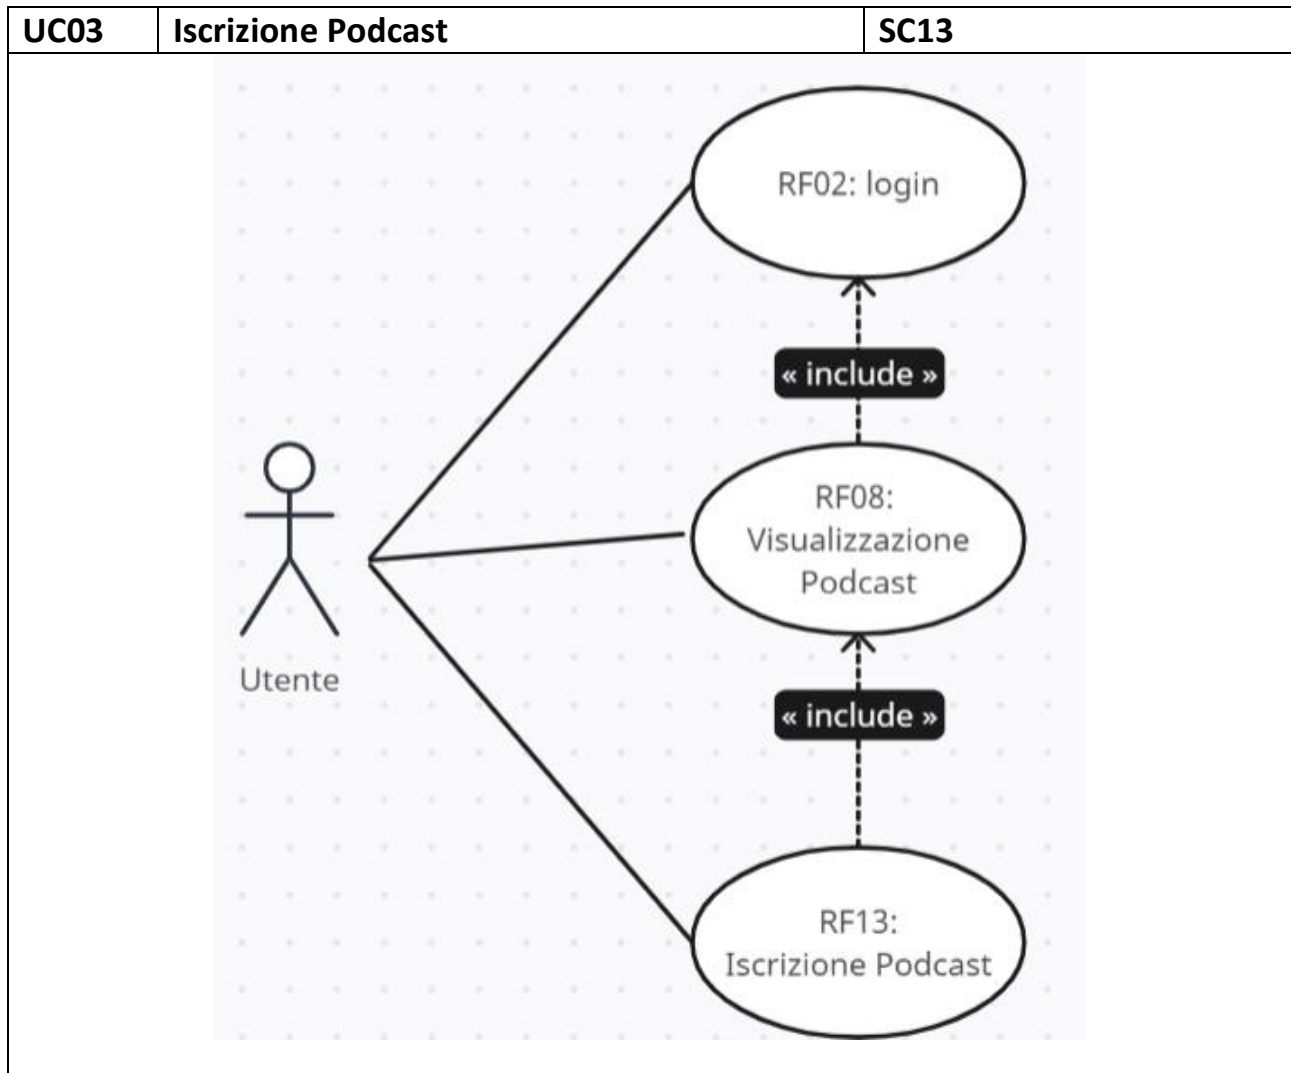 UC03
Iscrizione Podcast
SC13
RF02: login
« include »
RF08:
Visualizzazione
Podcast
Utente
« include »
RF13:
Iscrizione Podcast